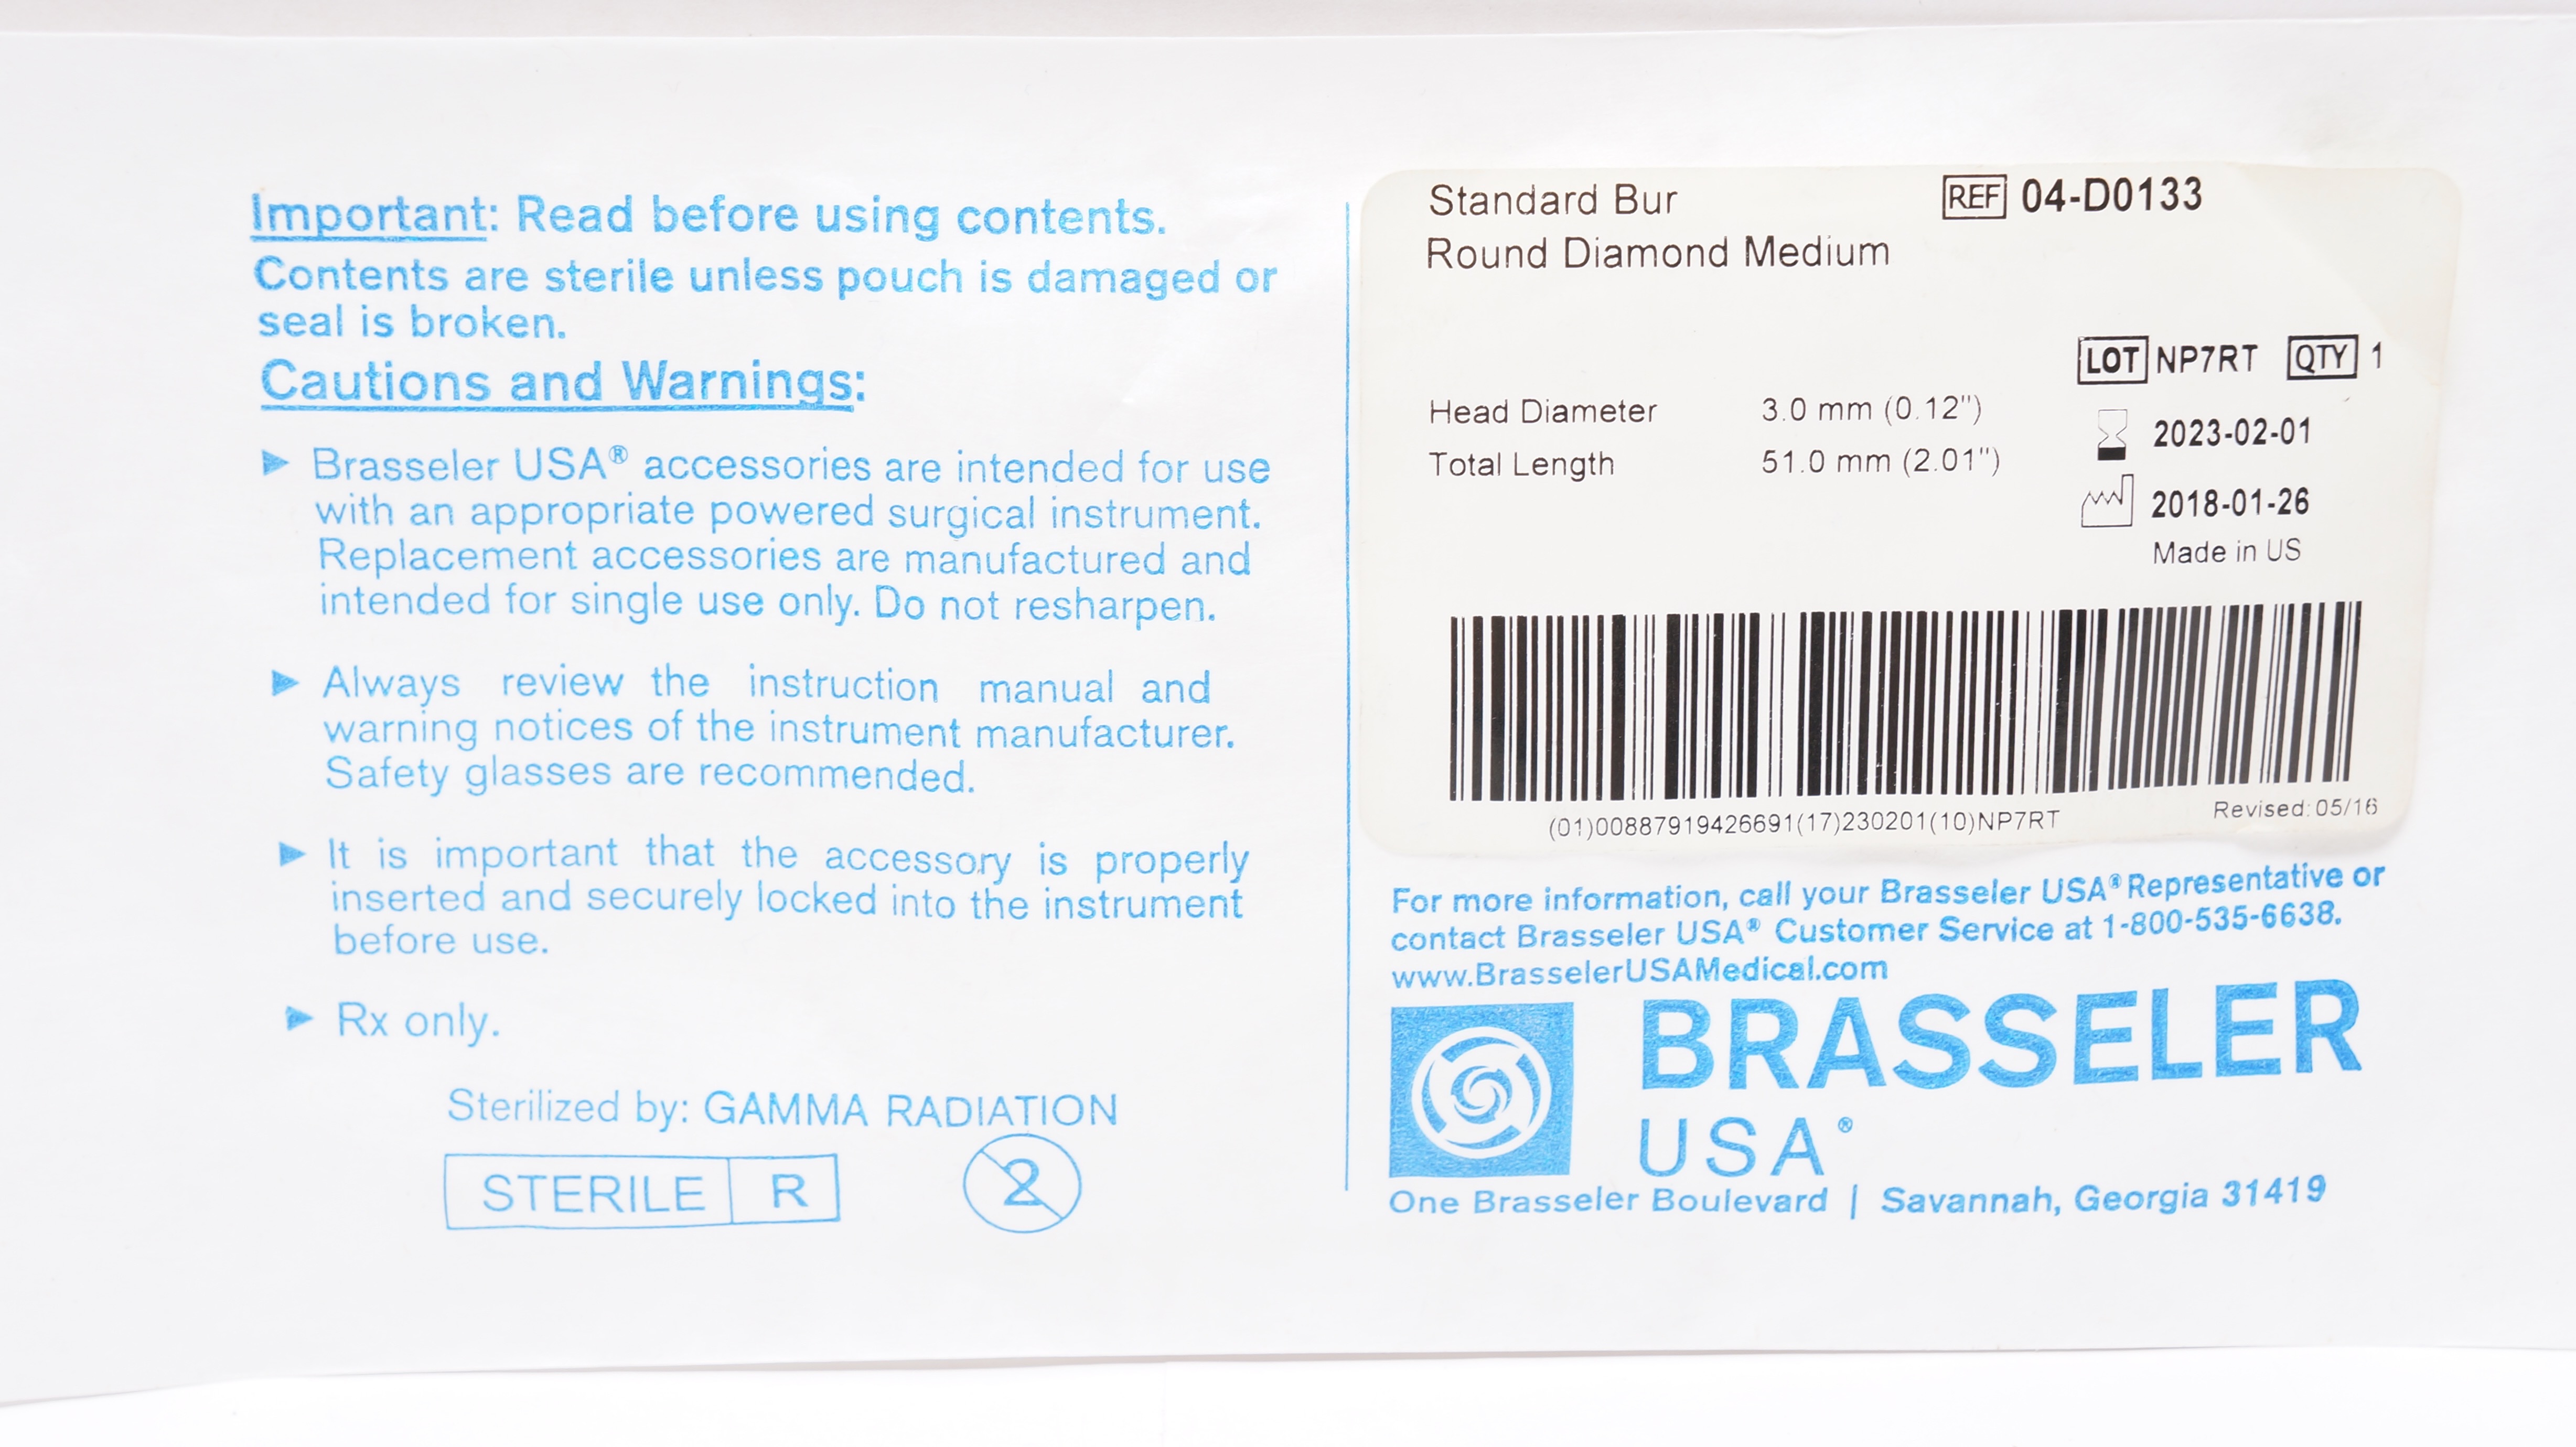 Important: Read before using contents.
Contents are sterile unless pouch is damaged or
seal is broken.
Cautions and Warnings:
▶ Brasseler USA® accessories are intended for use
with an appropriate powered surgical instrument.
Replacement accessories are manufactured and
intended for single use only. Do not resharpen.
▶ Always review the instruction manual and
warning notices of the instrument manufacturer.
Safety glasses are recommended.
▶ It is important that the accessory is properly
inserted and securely locked into the instrument
before use.
▶ Rx only.
Sterilized by: GAMMA RADIATION
STERILE R
2
Standard Bur
REF 04-D0133
Round Diamond Medium
LOT NP7RT QTY 1
Head Diameter 3.0 mm (0.12")
2023-02-01
Total Length 51.0 mm (2.01")
2018-01-26
Made in US
(01)00887919426691(17)230201(10)NP7RT
Revised: 05/16
For more information, call your Brasseler USA® Representative or
contact Brasseler USA® Customer Service at 1-800-535-6638.
www.BrasselerUSAMedical.com
BRASSELER
USA®
One Brasseler Boulevard | Savannah, Georgia 31419